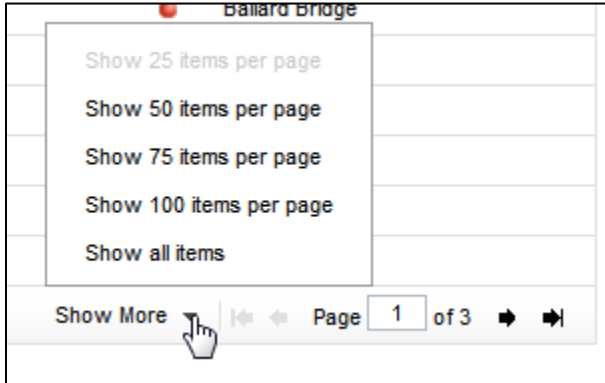 Ballard Bridge
Show 25 items per page
Show 50 items per page
Show 75 items per page
Show 100 items per page
Show all items
Show More Page 1 of 3